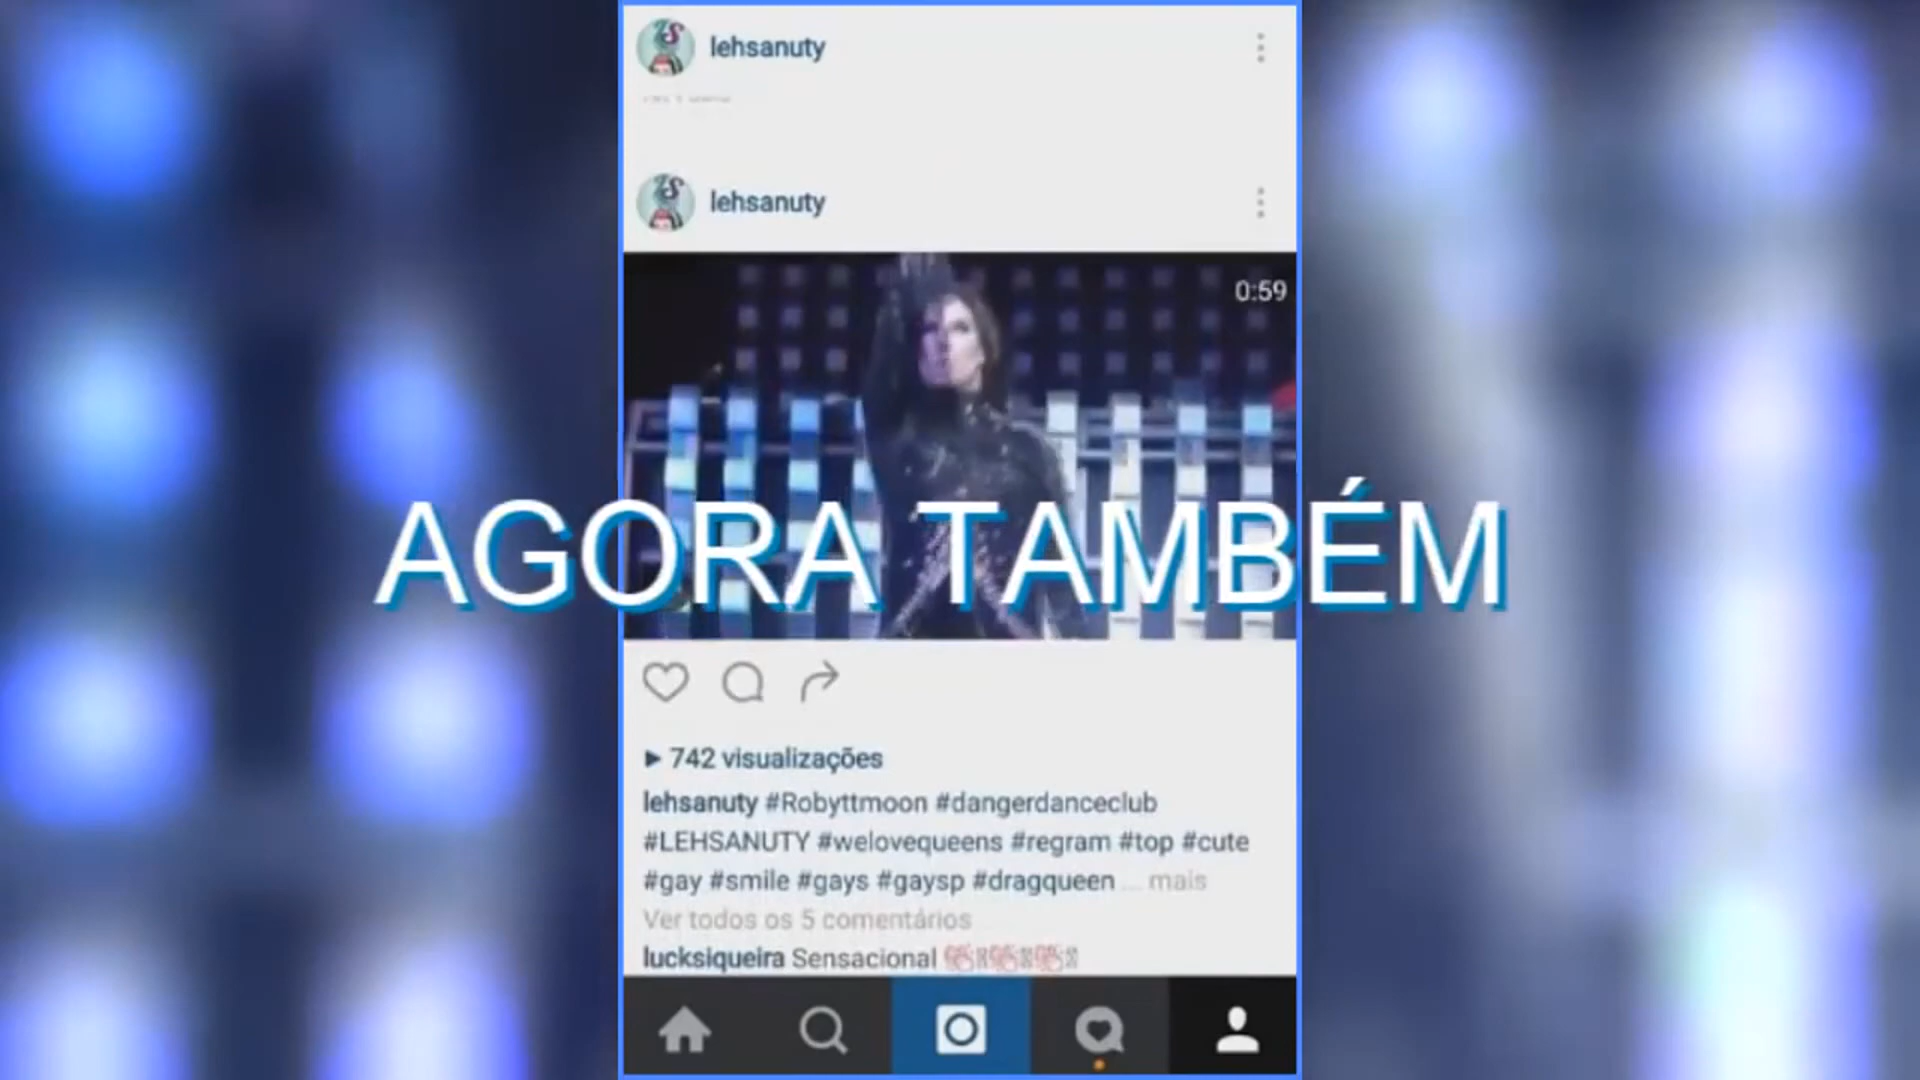 lehsanuty
lehsanuty
0:59
AGORA TAMBÉM
742 visualizações
lehsanuty #Robyttmoon #dangerdanceclub
#LEHSANUTY #welovequeens #regram #top #cute
#gay #smile #gays #gaysp #dragqueen ... mais
Ver todos os 5 comentários
lucksiqueira Sensacional